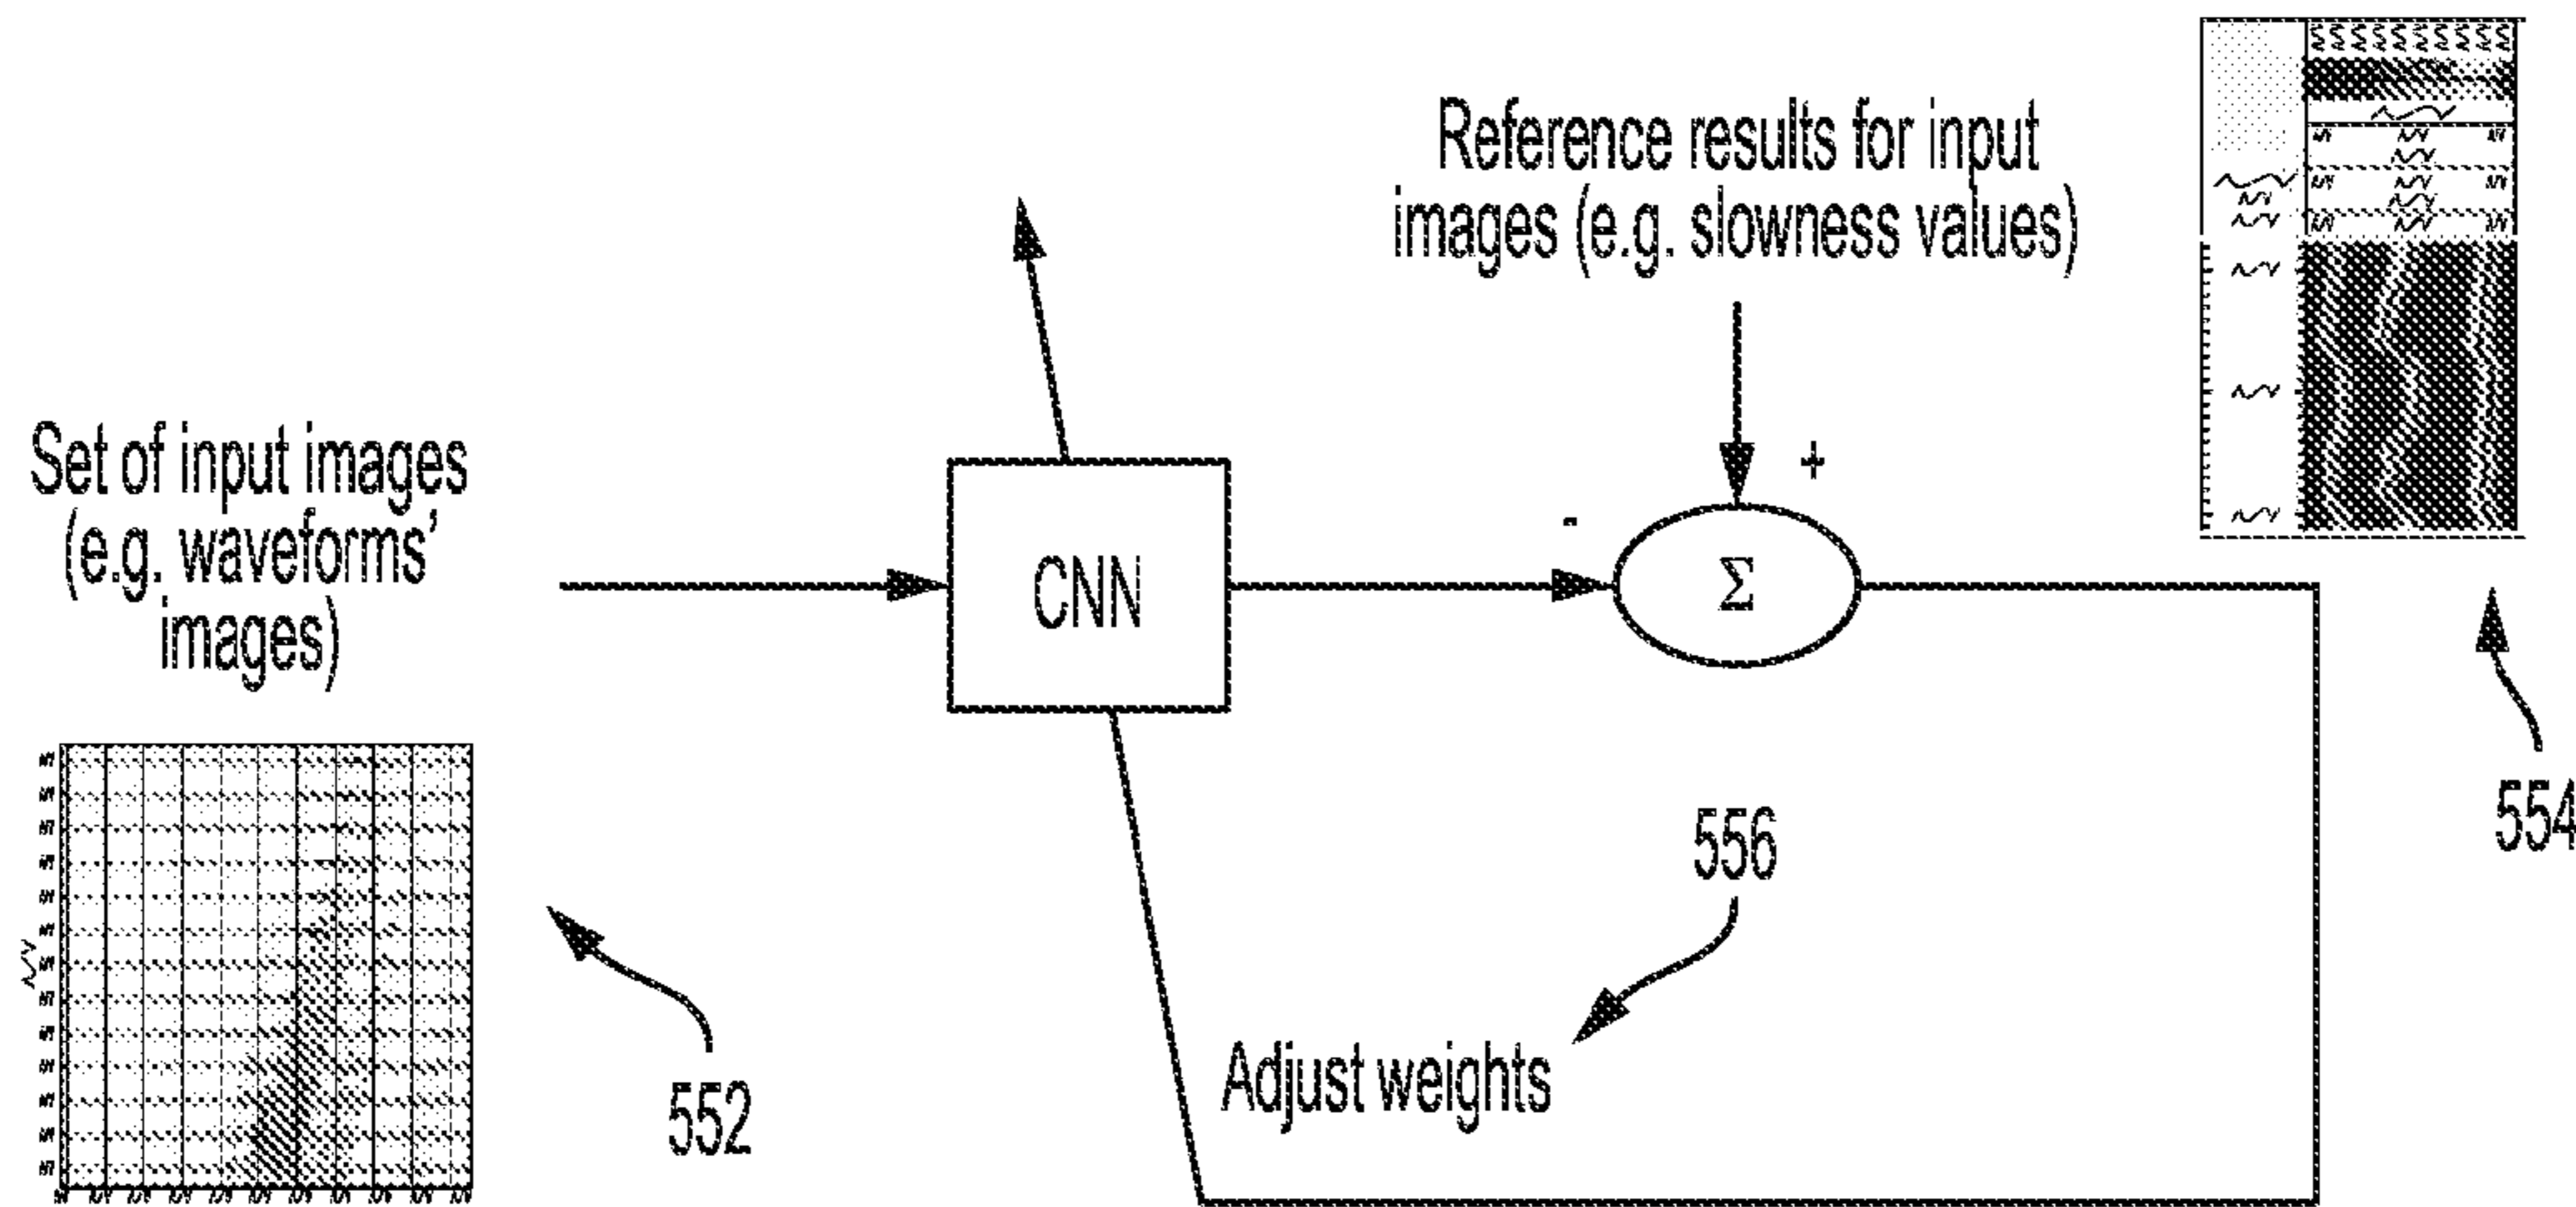 Set of input images
(e.g. waveforms'
images)
552
CNN
Reference results for input
images (e.g. slowness values)
-
+
Σ
554
556
Adjust weights